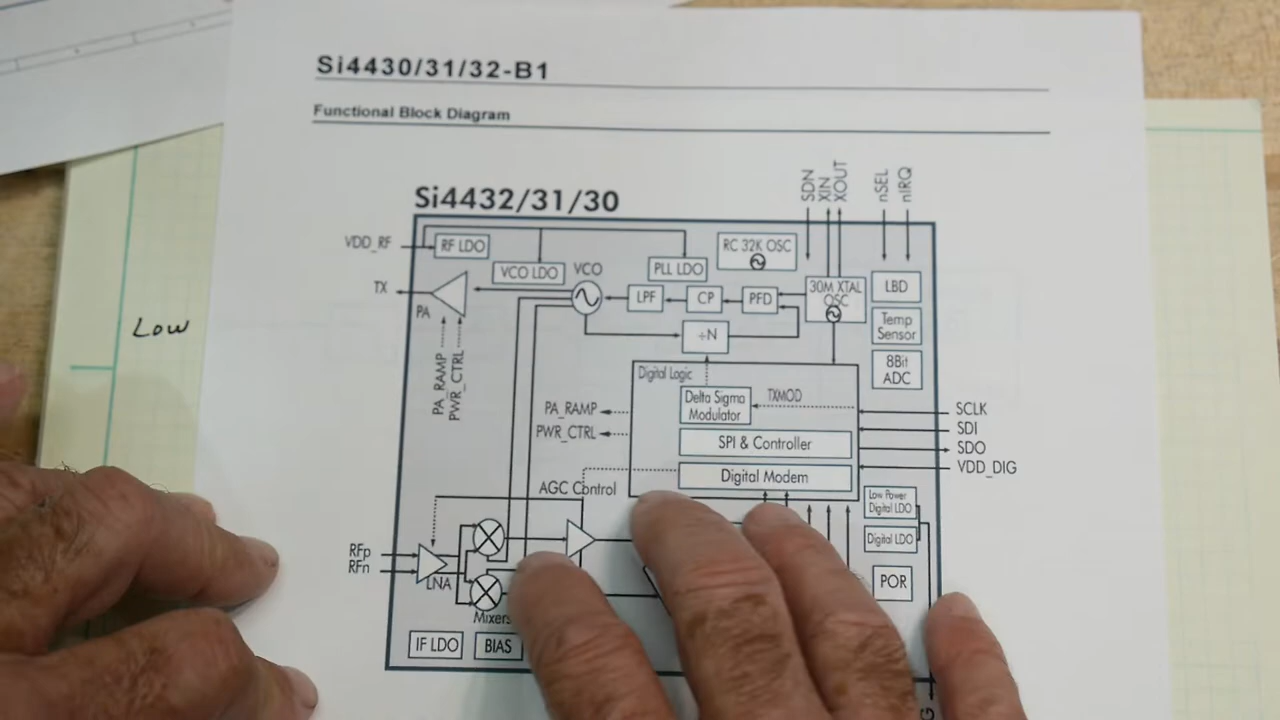 Si4430/31/32-B1
Functional Block Diagram
Si4432/31/30
SDN
XIN
XOUT
nSEL
nIRQ
VDD_RF
RF LDO
VCO LDO
VCO
PLL LDO
RC 32K OSC
TX
PA
LPF
CP
PFD
30M XTAL
OSC
LBD
÷N
Temp
Sensor
8Bit
ADC
PA_RAMP
PWR_CTRL
Low
Digital Logic
Delta Sigma
Modulator
TXMOD
PA_RAMP
PWR_CTRL
SPI & Controller
Digital Modem
SCLK
SDI
SDO
VDD_DIG
AGC Control
Low Power
Digital LDO
Digital LDO
RFp
RFn
LNA
Mixers
POR
IF LDO
BIAS